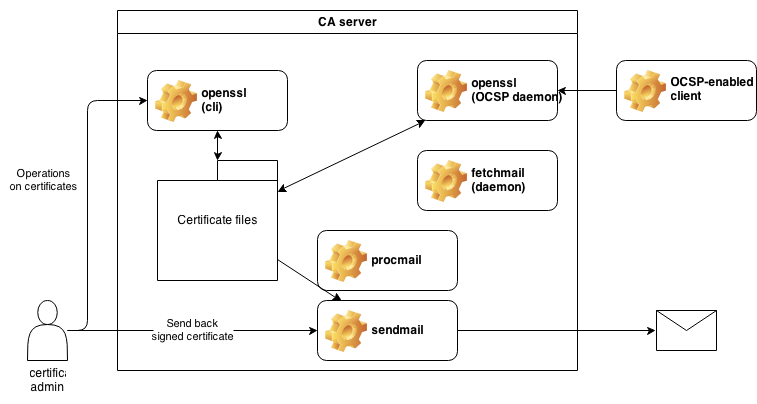 CA server
openssl
(cli)
openssl
(OCSP daemon)
OCSP-enabled
client
Operations
on certificates
fetchmail
(daemon)
Certificate files
procmail
Send back
signed certificate
sendmail
certific
admin